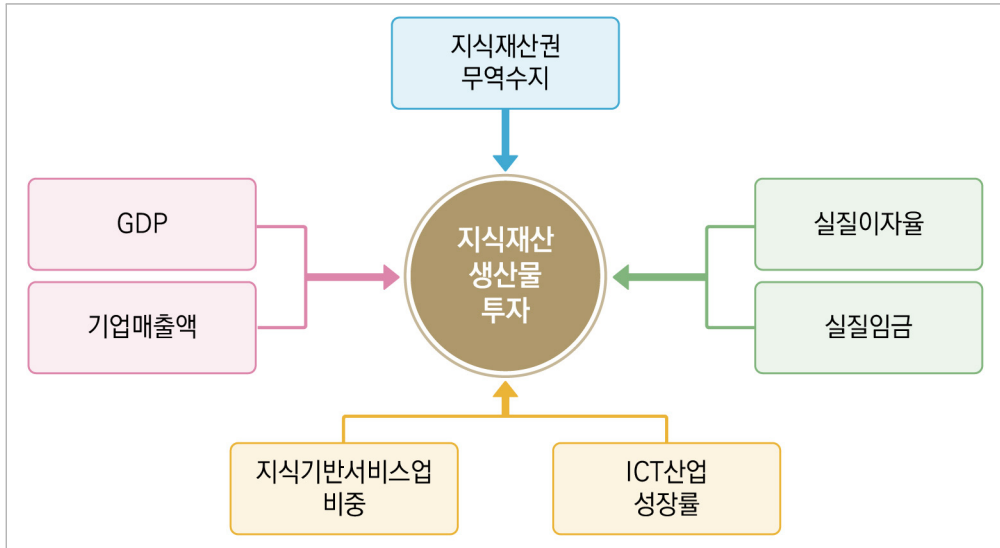 지식재산권
무역수지
GDP
기업매출액
지식재산
생산물
투자
실질이자율
실질임금
지식기반서비스업
비중
ICT산업
성장률